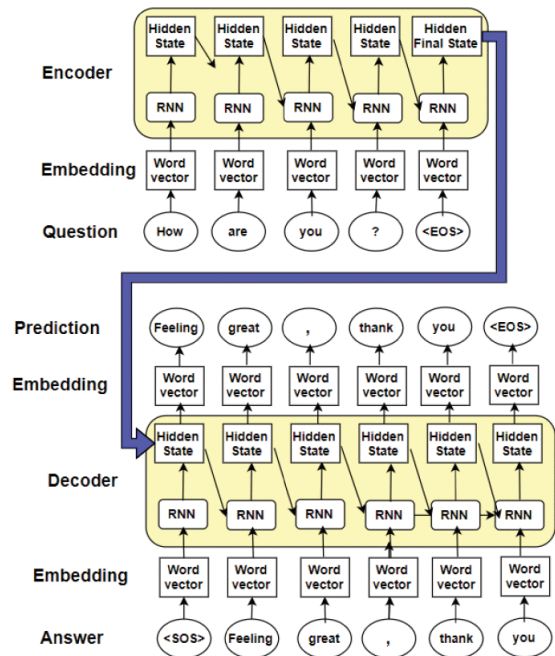 Hidden State Hidden State Hidden State Hidden State Hidden Final State
Encoder
RNN RNN RNN RNN RNN
Embedding Word vector Word vector Word vector Word vector Word vector
Question How are you ? <EOS>
Prediction Feeling great , thank you <EOS>
Embedding Word vector Word vector Word vector Word vector Word vector Word vector
Hidden State Hidden State Hidden State Hidden State Hidden State Hidden State
Decoder
RNN RNN RNN RNN RNN RNN
Embedding Word vector Word vector Word vector Word vector Word vector Word vector
Answer <SOS> Feeling great , thank you